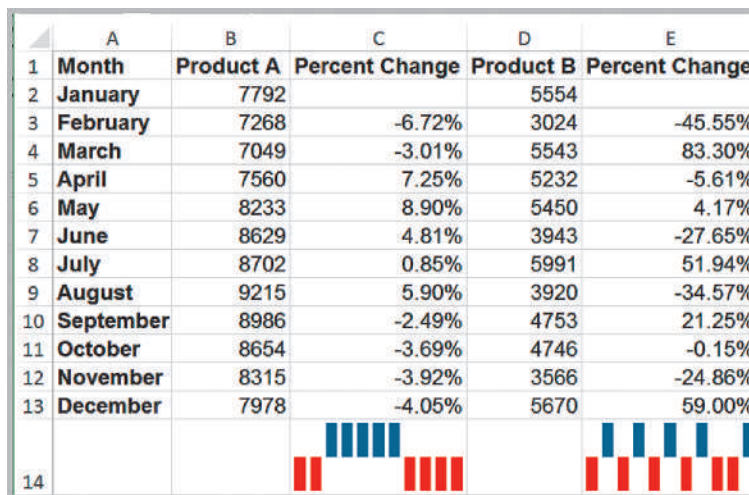 A B C D E
1 Month Product A Percent Change Product B Percent Change
2 January 7792 5554
3 February 7268 -6.72% 3024 -45.55%
4 March 7049 -3.01% 5543 83.30%
5 April 7560 7.25% 5232 -5.61%
6 May 8233 8.90% 5450 4.17%
7 June 8629 4.81% 3943 -27.65%
8 July 8702 0.85% 5991 51.94%
9 August 9215 5.90% 3920 -34.57%
10 September 8986 -2.49% 4753 21.25%
11 October 8654 -3.69% 4746 -0.15%
12 November 8315 -3.92% 3566 -24.86%
13 December 7978 -4.05% 5670 59.00%
14